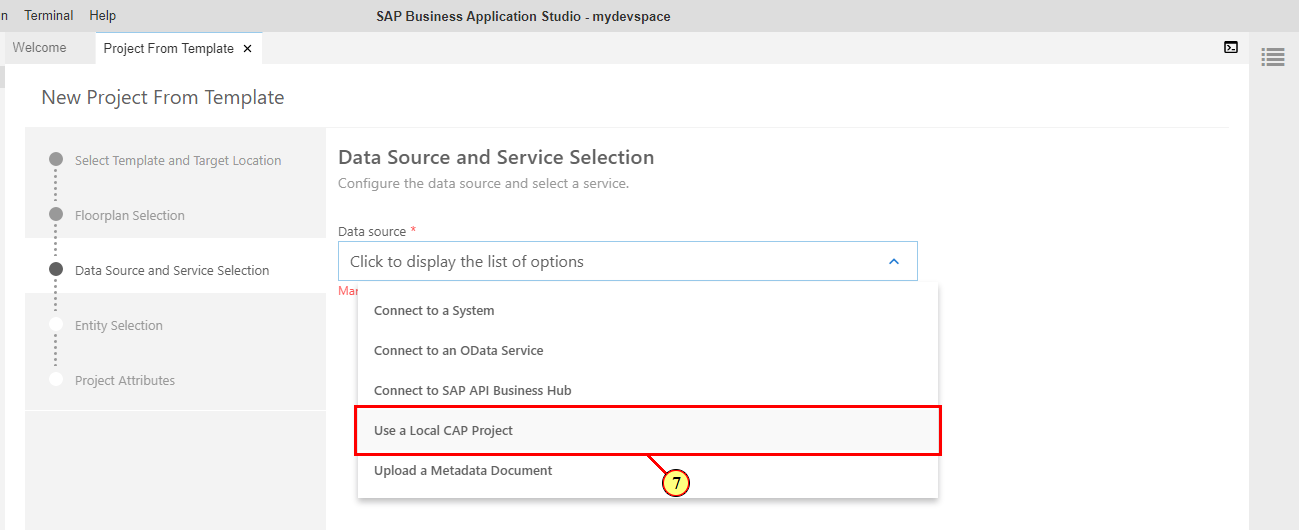 n Terminal Help SAP Business Application Studio - mydevspace
Welcome Project From Template ×
New Project From Template
Select Template and Target Location
Floorplan Selection
Data Source and Service Selection
Entity Selection
Project Attributes
Data Source and Service Selection
Configure the data source and select a service.
Data source *
Click to display the list of options
Mar
Connect to a System
Connect to an OData Service
Connect to SAP API Business Hub
Use a Local CAP Project
Upload a Metadata Document
7